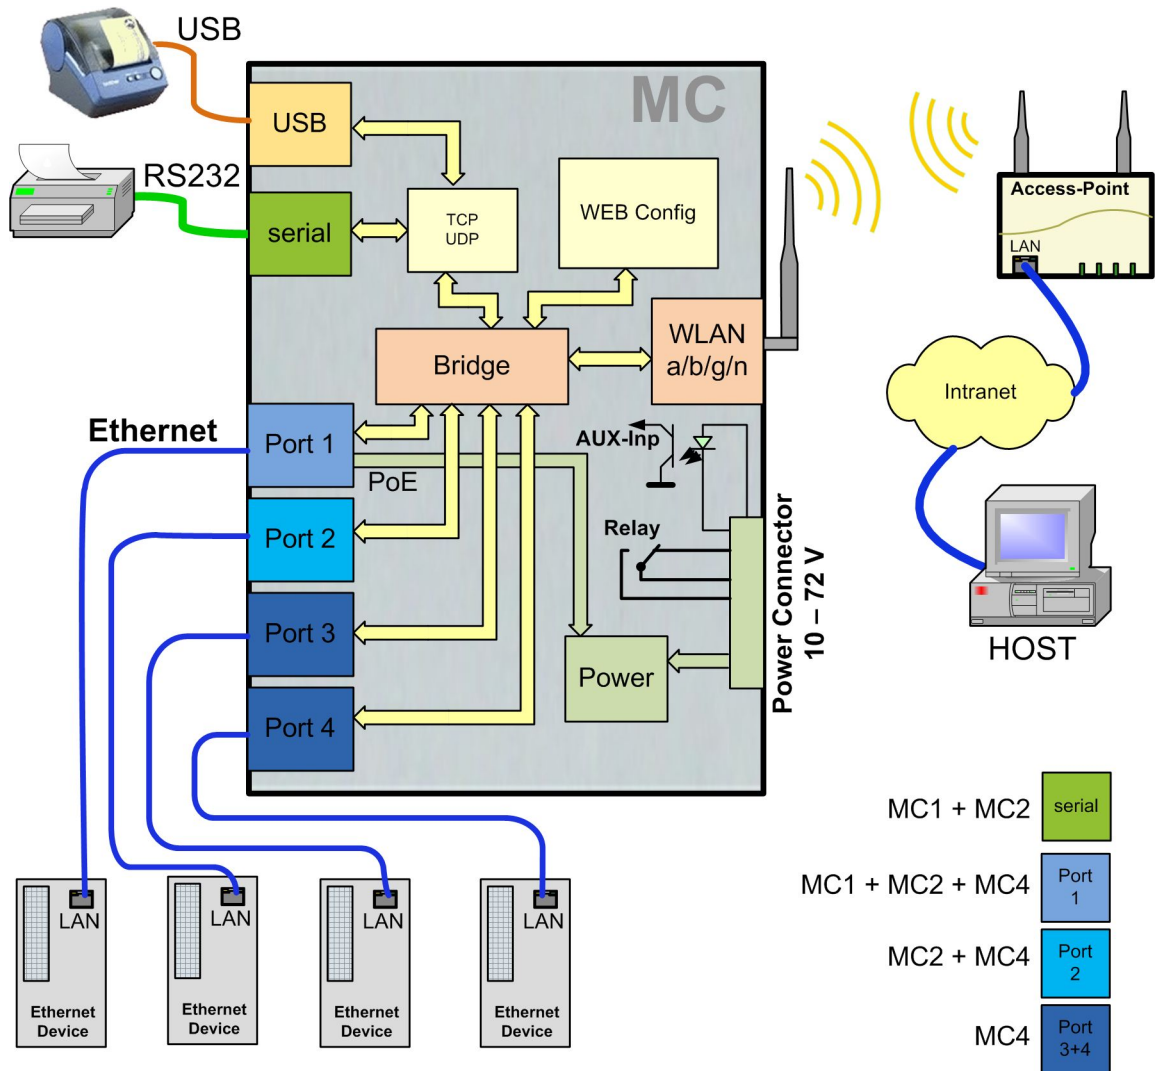 USB
MC
USB
RS232
serial
TCP
UDP
WEB Config
Access-Point
LAN
Bridge
WLAN
a/b/g/n
Intranet
Ethernet
Port 1
PoE
AUX-Inp
Port 2
Relay
Power Connector
10 – 72 V
Port 3
HOST
Power
Port 4
MC1 + MC2
serial
MC1 + MC2 + MC4
Port
1
MC2 + MC4
Port
2
MC4
Port
3+4
LAN
Ethernet
Device
LAN
Ethernet
Device
LAN
Ethernet
Device
LAN
Ethernet
Device